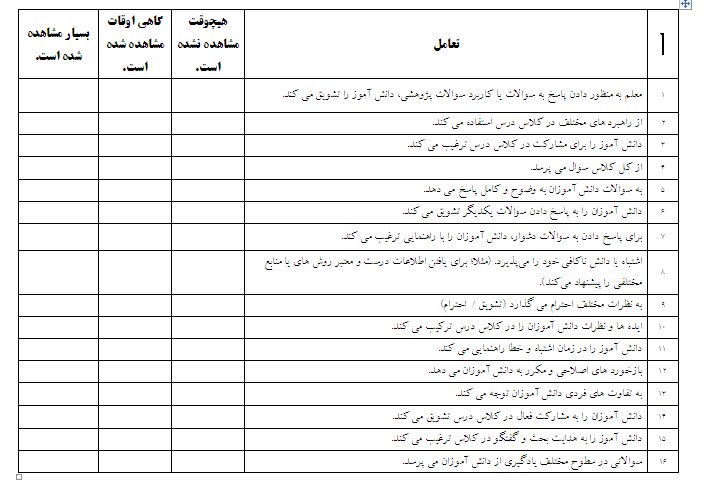 ا تعامل هیچوقت مشاهده نشده است. گاهی اوقات مشاهده شده است. بسیار مشاهده شده است.
۱ معلم به منظور دادن پاسخ به سوالات یا کاربرد سوالات پژوهشی، دانش آموز را تشویق می کند.
۲ از راهبرد های مختلف در کلاس درس استفاده می کند.
۳ دانش آموز را برای مشارکت در کلاس درس ترغیب می کند.
۴ از کل کلاس سوال می پرسد.
۵ به سوالات دانش آموزان به وضوح و کامل پاسخ می دهد.
۶ دانش آموزان را به پاسخ دادن سوالات یکدیگر تشویق می کند.
۷ برای پاسخ دادن به سوالات دشوار، دانش آموزان را با راهنمایی ترغیب می کند.
۸ اشتباه یا دانش ناکافی خود را می‌پذیرد. (مثلا؛ برای یافتن اطلاعات درست و معتبر روش های یا منابع
مختلفی را پیشنهاد می‌کند).
۹ به نظرات مختلف احترام می گذارد (تشویق / احترام)
۱۰ ایده ها و نظرات دانش آموزان را در کلاس درس ترکیب می کند.
۱۱ دانش آموز را در زمان اشتباه و خطا راهنمایی می کند.
۱۲ بازخورد های اصلاحی و مکرر به دانش آموزان می دهد.
۱۳ به تفاوت های فردی دانش آموزان توجه می کند.
۱۴ دانش آموزان را به مشارکت فعال در کلاس درس تشویق می کند.
۱۵ دانش آموز را به هدایت بحث و گفتگو در کلاس ترغیب می کند.
۱۶ سوالاتی در سطوح مختلف یادگیری از دانش آموزان می پرسد.